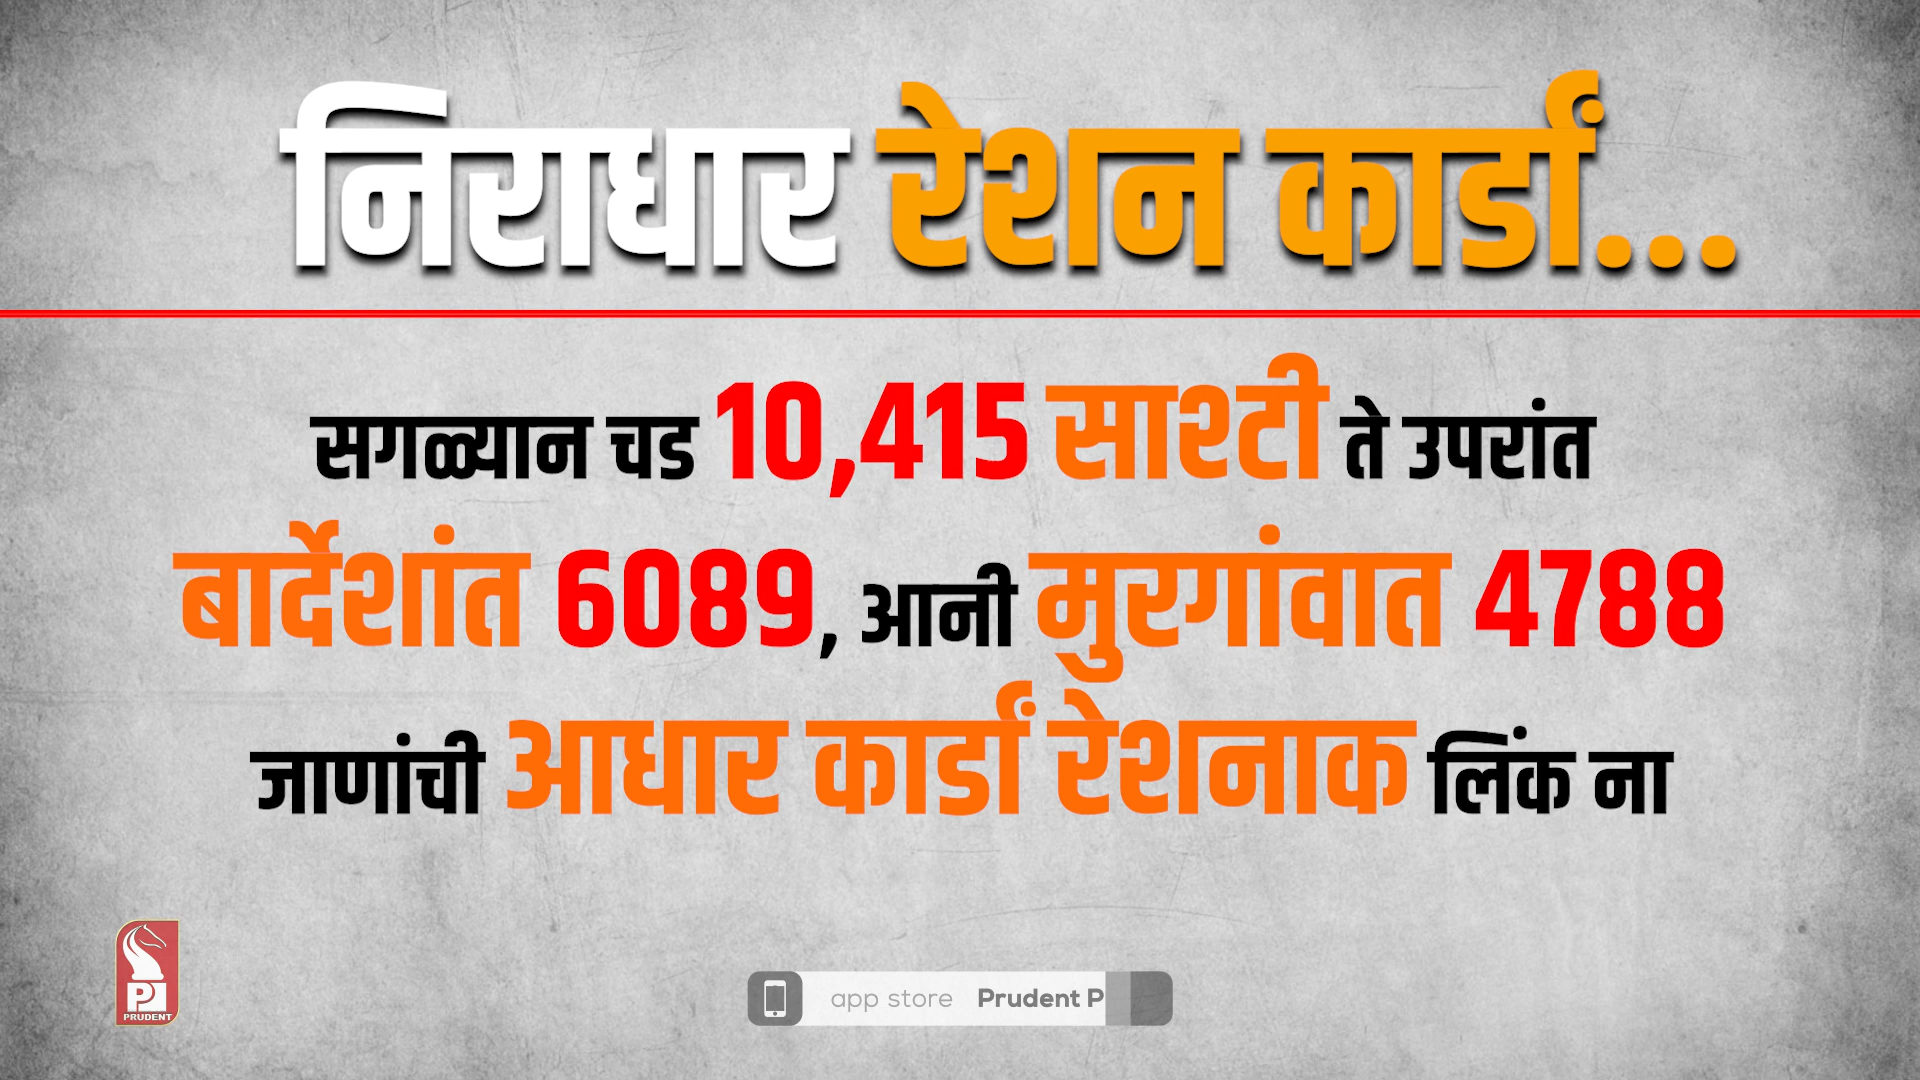 निराधार रेशन कार्डां...
सगळ्यान चड 10,415 साश्टी ते उपरांत
बार्देशांत 6089, आनी मुरगांवात 4788
जाणांची आधार कार्डां रेशनाक लिंक ना
PRUDENT
app store Prudent P